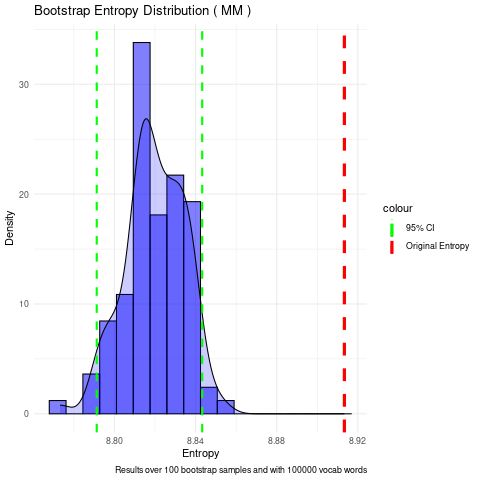 Bootstrap Entropy Distribution ( MM )
Density
30
20
10
0
8.80
8.84
8.88
8.92
Entropy
colour
95% CI
Original Entropy
Results over 100 bootstrap samples and with 100000 vocab words